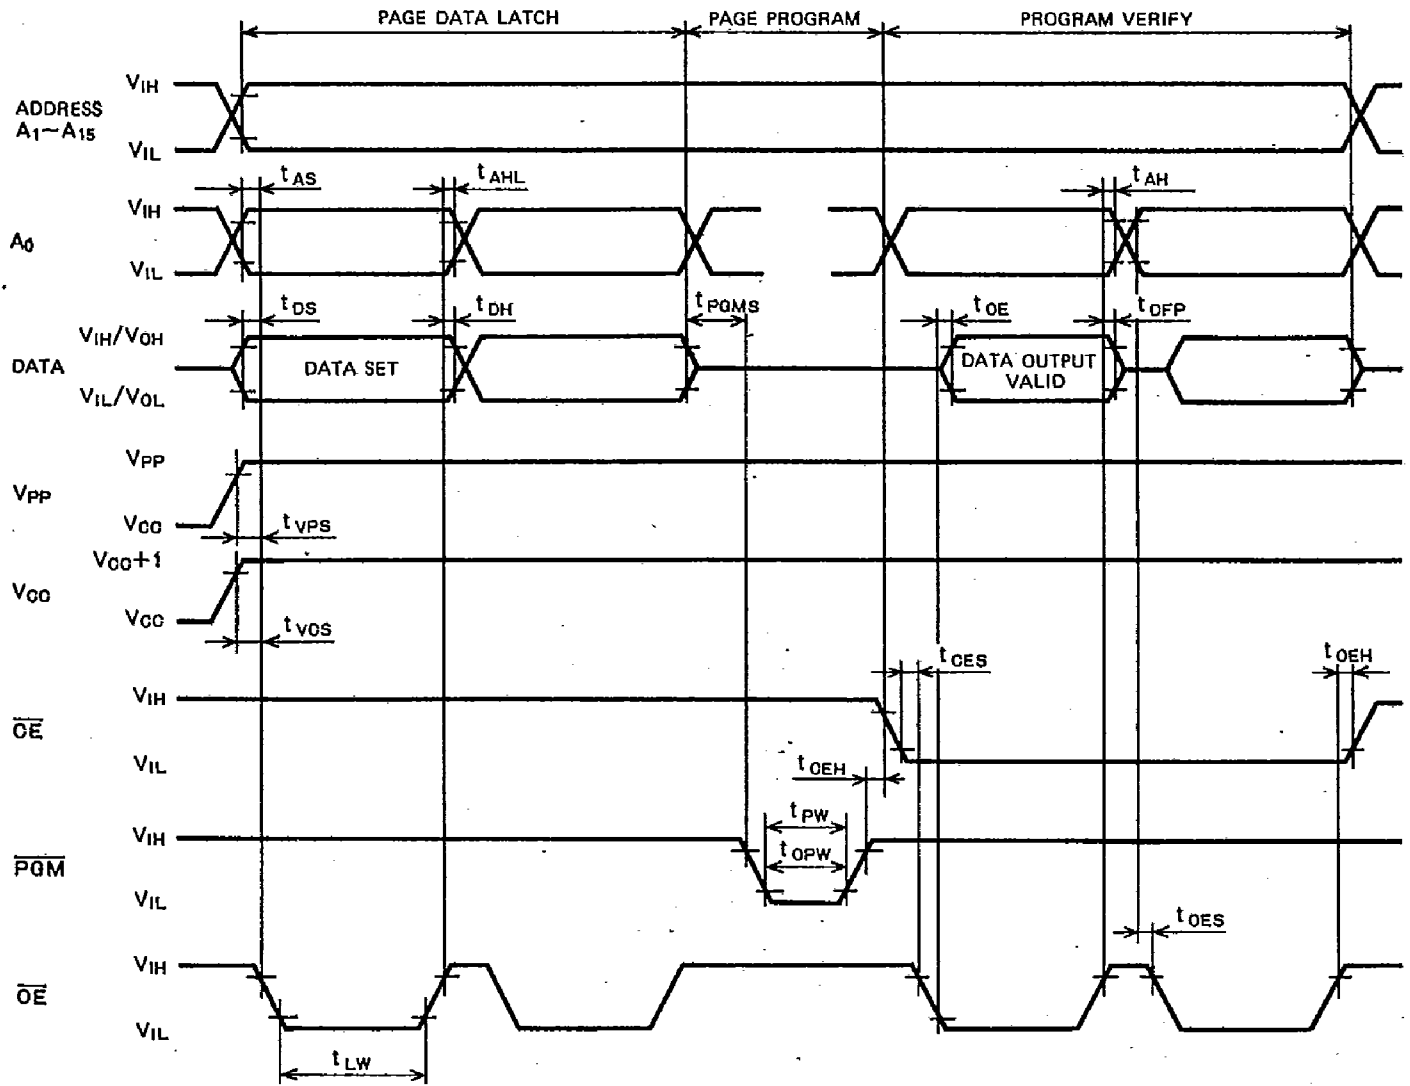 PAGE DATA LATCH PAGE PROGRAM PROGRAM VERIFY
VIH
ADDRESS
A1~A15
VIL
tAS tAHL tAH
VIH
A0
VIL
tDS tDH tPGMS tOE tDFP
VIH/VOH
DATA DATA SET DATA OUTPUT
VALID
VIL/VOL
VPP
VPP
VCC
tVPS
VCC+1
VCC
VCC
tVCS
tCES tOEH
VIH
CE
VIL
tOEH
tPW
VIH
tOPW
PGM
VIL
tOES
VIH
OE
VIL
tLW